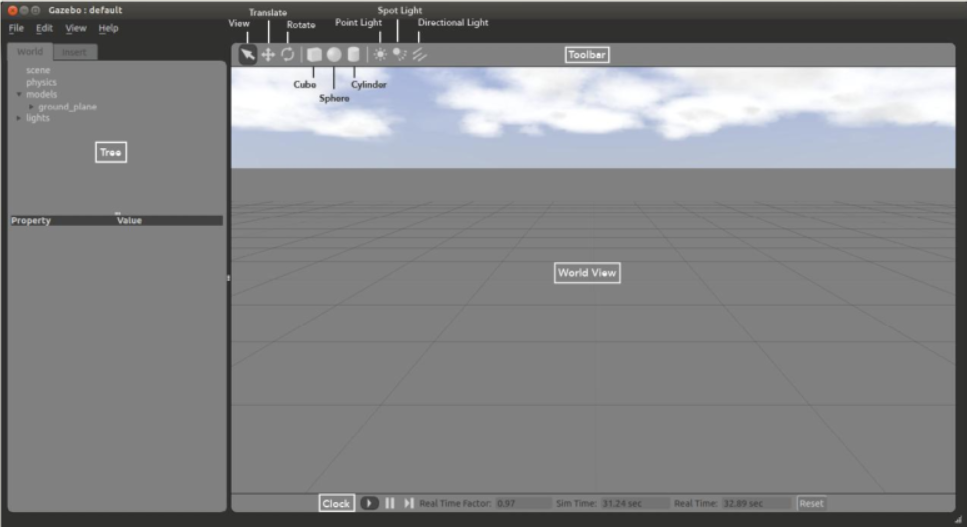 Gazebo : default
File Edit View Help
Translate
Spot Light
View
Rotate
Point Light
Directional Light
World Insert
Toolbar
scene
physics
models
ground_plane
lights
Cube
Cylinder
Sphere
Tree
Property Value
World View
Clock
Real Time Factor: 0.97 Sim Time: 31.24 sec Real Time: 32.89 sec Reset